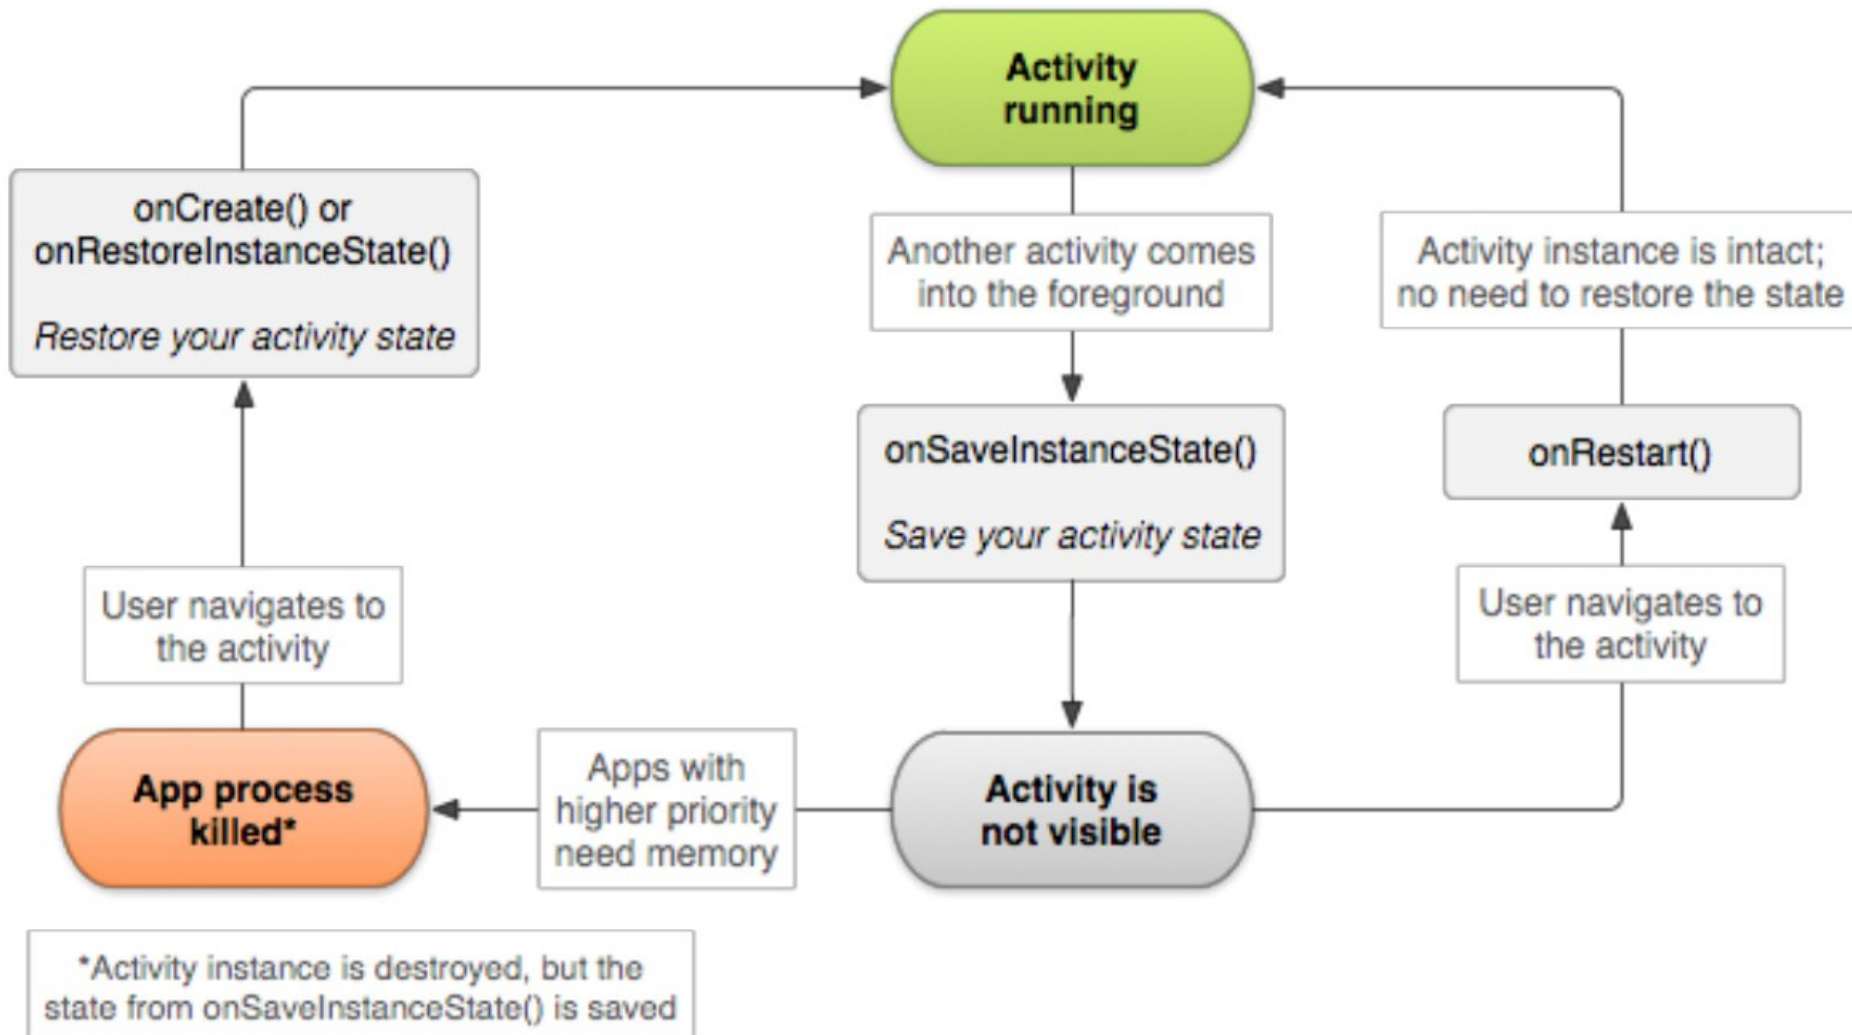 Activity
running
onCreate() or
onRestoreInstanceState()
Restore your activity state
Another activity comes
into the foreground
Activity instance is intact;
no need to restore the state
onSaveInstanceState()
Save your activity state
onRestart()
User navigates to
the activity
User navigates to
the activity
App process
killed*
Apps with
higher priority
need memory
Activity is
not visible
*Activity instance is destroyed, but the
state from onSaveInstanceState() is saved